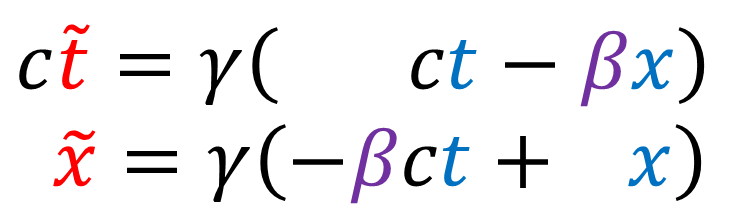 ct̃ = γ( ct − βx)
x̃ = γ(−βct + x)